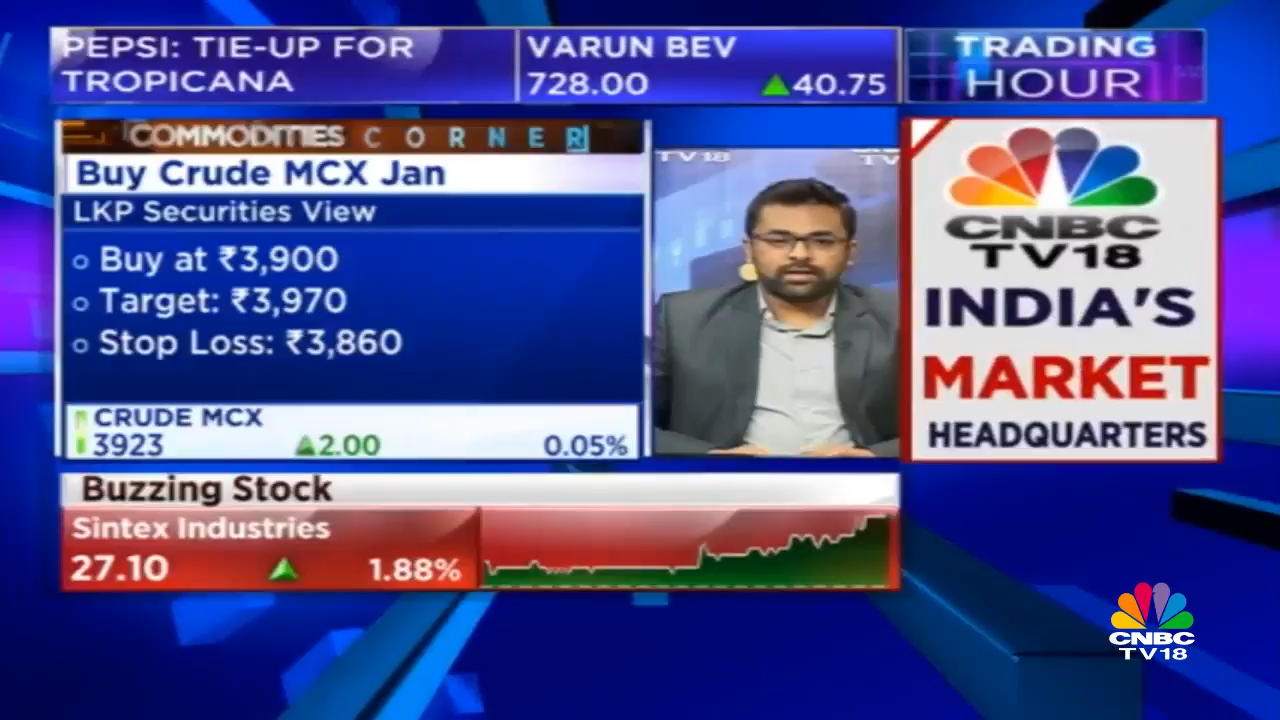 PEPSI: TIE-UP FOR
TROPICANA
VARUN BEV
728.00 ▲40.75
TRADING
HOUR
COMMODITIES CORNER
Buy Crude MCX Jan
LKP Securities View
Buy at ₹3,900
Target: ₹3,970
Stop Loss: ₹3,860
CRUDE MCX
3923 ▲2.00 0.05%
TV18
TV
CNBC
TV18
INDIA'S
MARKET
HEADQUARTERS
Buzzing Stock
Sintex Industries
27.10 ▲ 1.88%
CNBC
TV18